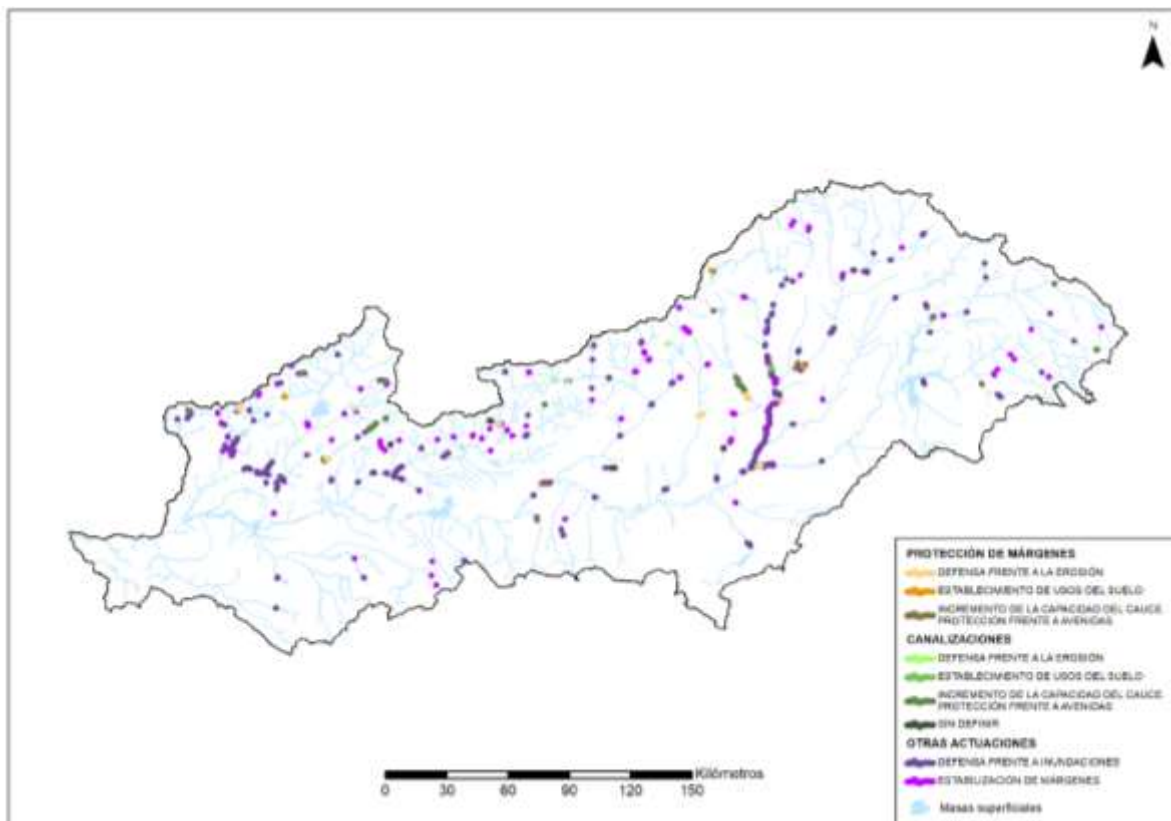 N
PROTECCIÓN DE MÁRGENES
DEFENSA FRENTE A LA EROSIÓN
ESTABLECIMIENTO DE USOS DEL SUELO
INCREMENTO DE LA CAPACIDAD DEL CAUCE.
PROTECCIÓN FRENTE A AVENIDAS
CANALIZACIONES
DEFENSA FRENTE A LA EROSIÓN
ESTABLECIMIENTO DE USOS DEL SUELO
INCREMENTO DE LA CAPACIDAD DEL CAUCE.
PROTECCIÓN FRENTE A AVENIDAS
SIN DEFINIR
OTRAS ACTUACIONES
DEFENSA FRENTE A INUNDACIONES
ESTABILIZACIÓN DE MÁRGENES
Masas superficiales
Kilómetros
0 30 60 90 120 150